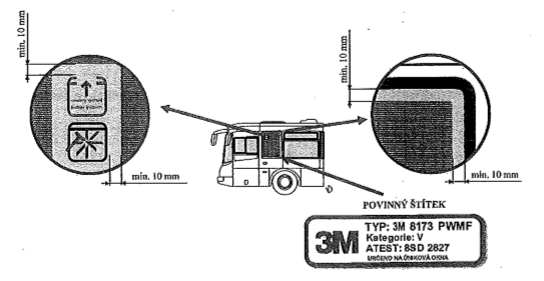 min. 10 mm
min. 10 mm
min. 10 mm
min. 10 mm
POVINNÝ ŠTÍTEK
3M
TYP: 3M 8173 PWMF
Kategorie: V
ATEST: 8SD 2827
URČENO NA ÚNIKOVÁ OKNA